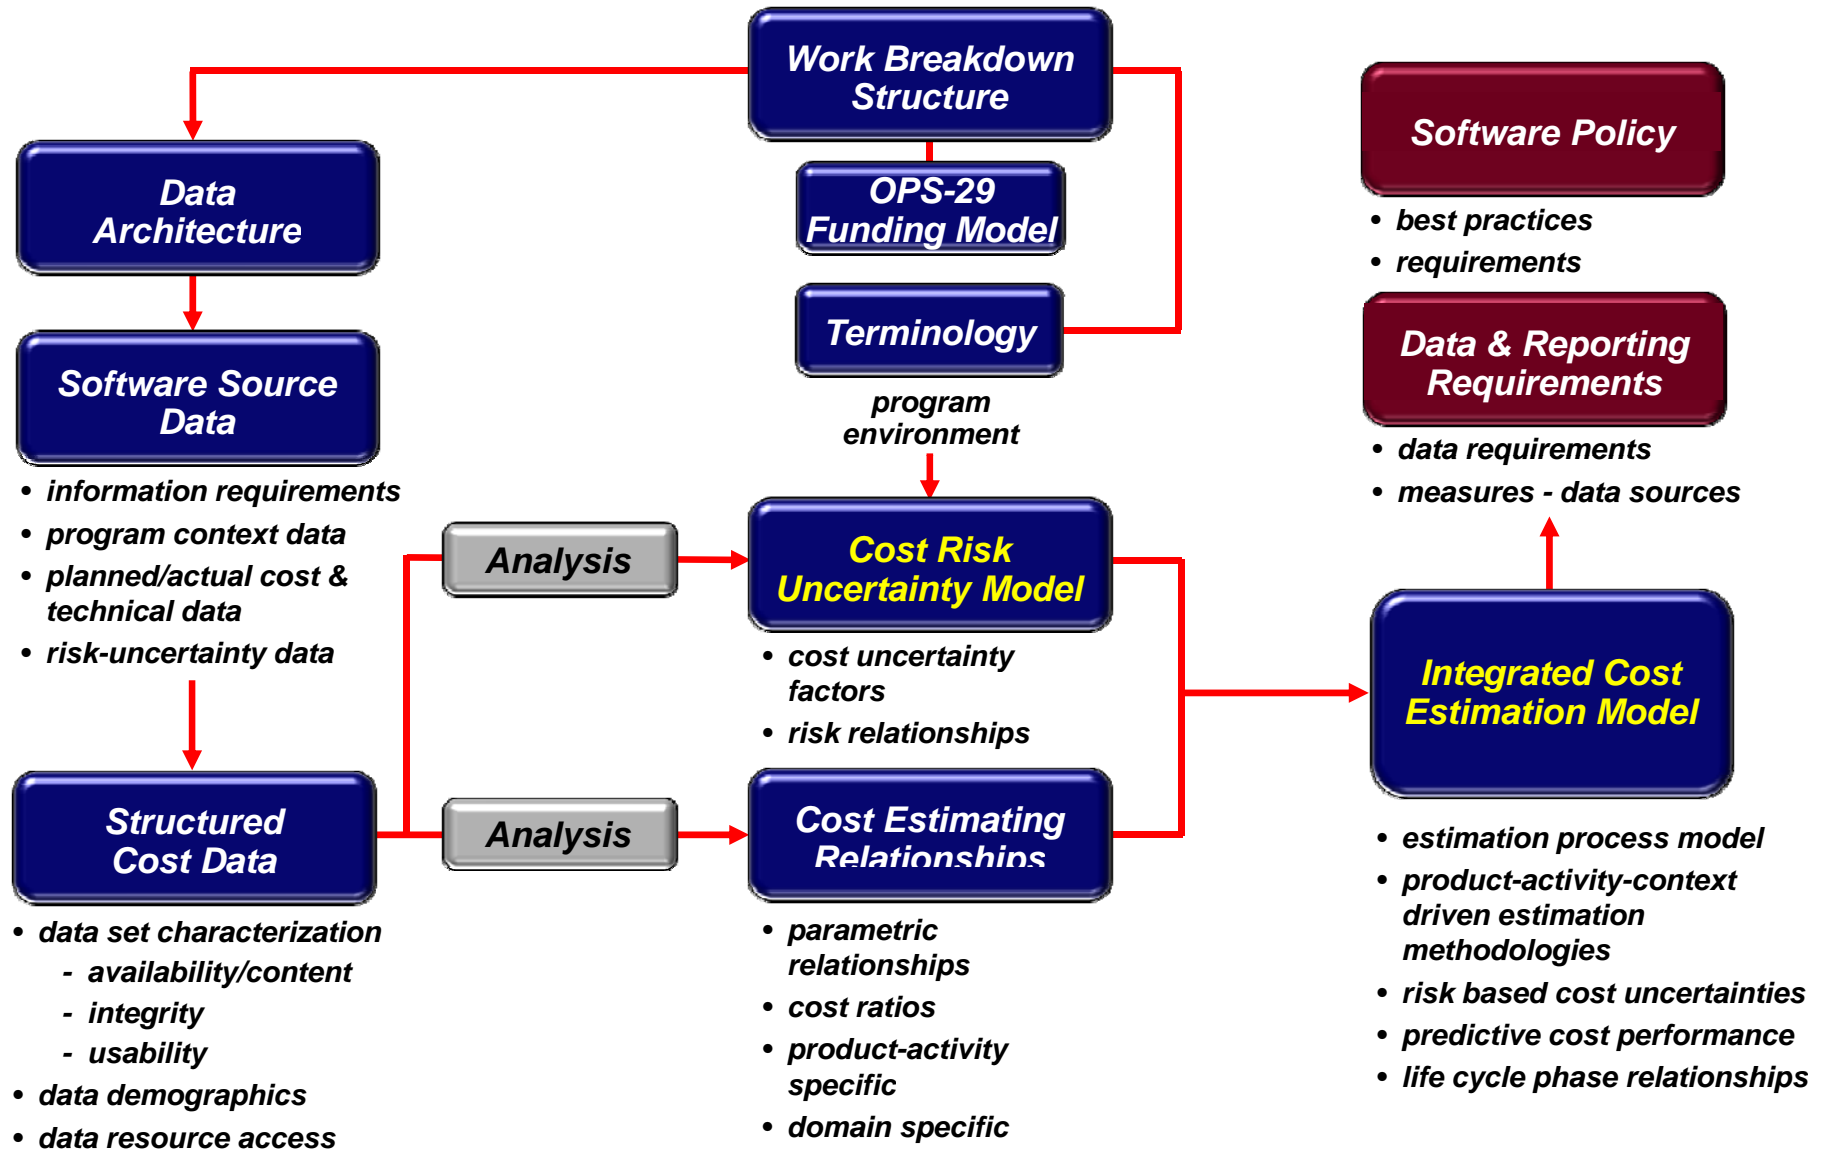 Work Breakdown
Structure
OPS-29
Funding Model
Terminology
program
environment
Data
Architecture
Software Source
Data
• information requirements
• program context data
• planned/actual cost &
technical data
• risk-uncertainty data
Structured
Cost Data
• data set characterization
- availability/content
- integrity
- usability
• data demographics
• data resource access
Analysis
Analysis
Cost Risk
Uncertainty Model
• cost uncertainty
factors
• risk relationships
Cost Estimating
Relationships
• parametric
relationships
• cost ratios
• product-activity
specific
• domain specific
Software Policy
• best practices
• requirements
Data & Reporting
Requirements
• data requirements
• measures - data sources
Integrated Cost
Estimation Model
• estimation process model
• product-activity-context
driven estimation
methodologies
• risk based cost uncertainties
• predictive cost performance
• life cycle phase relationships